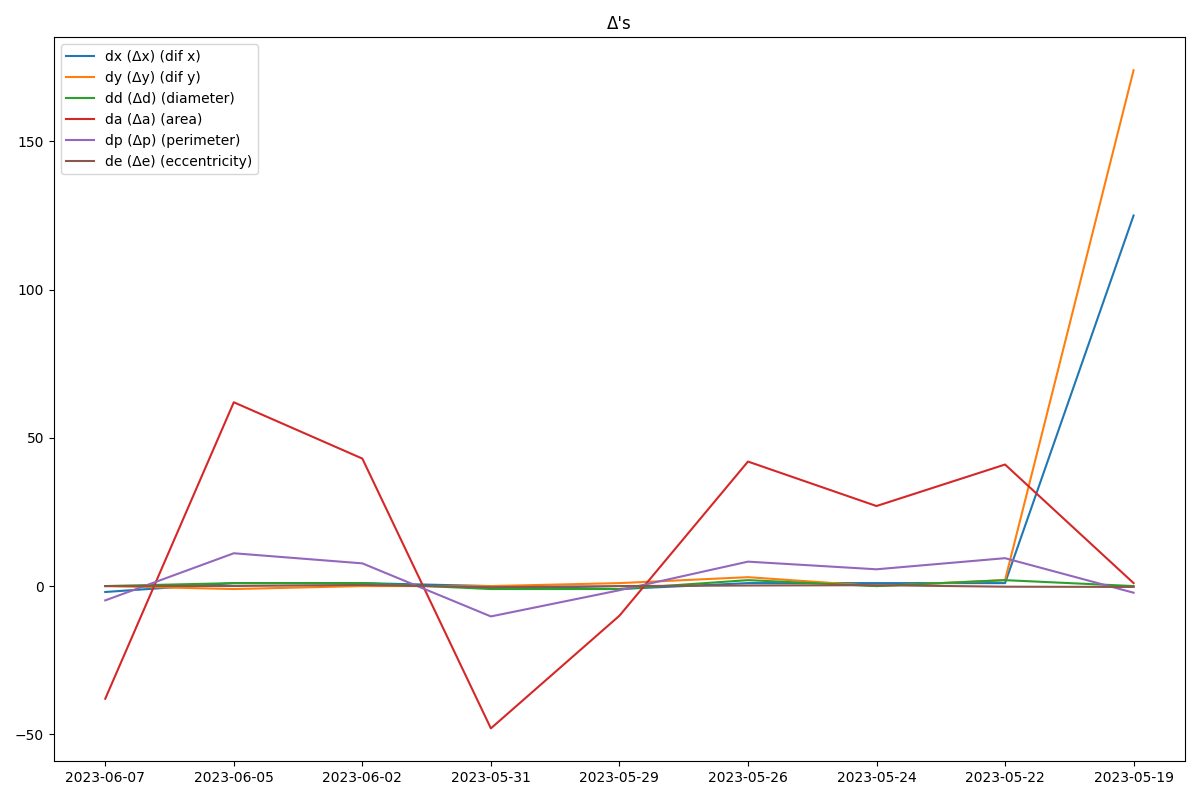 Δ's
dx (Δx) (dif x)
dy (Δy) (dif y)
dd (Δd) (diameter)
da (Δa) (area)
dp (Δp) (perimeter)
de (Δe) (eccentricity)
150
100
50
0
−50
2023-06-07 2023-06-05 2023-06-02 2023-05-31 2023-05-29 2023-05-26 2023-05-24 2023-05-22 2023-05-19